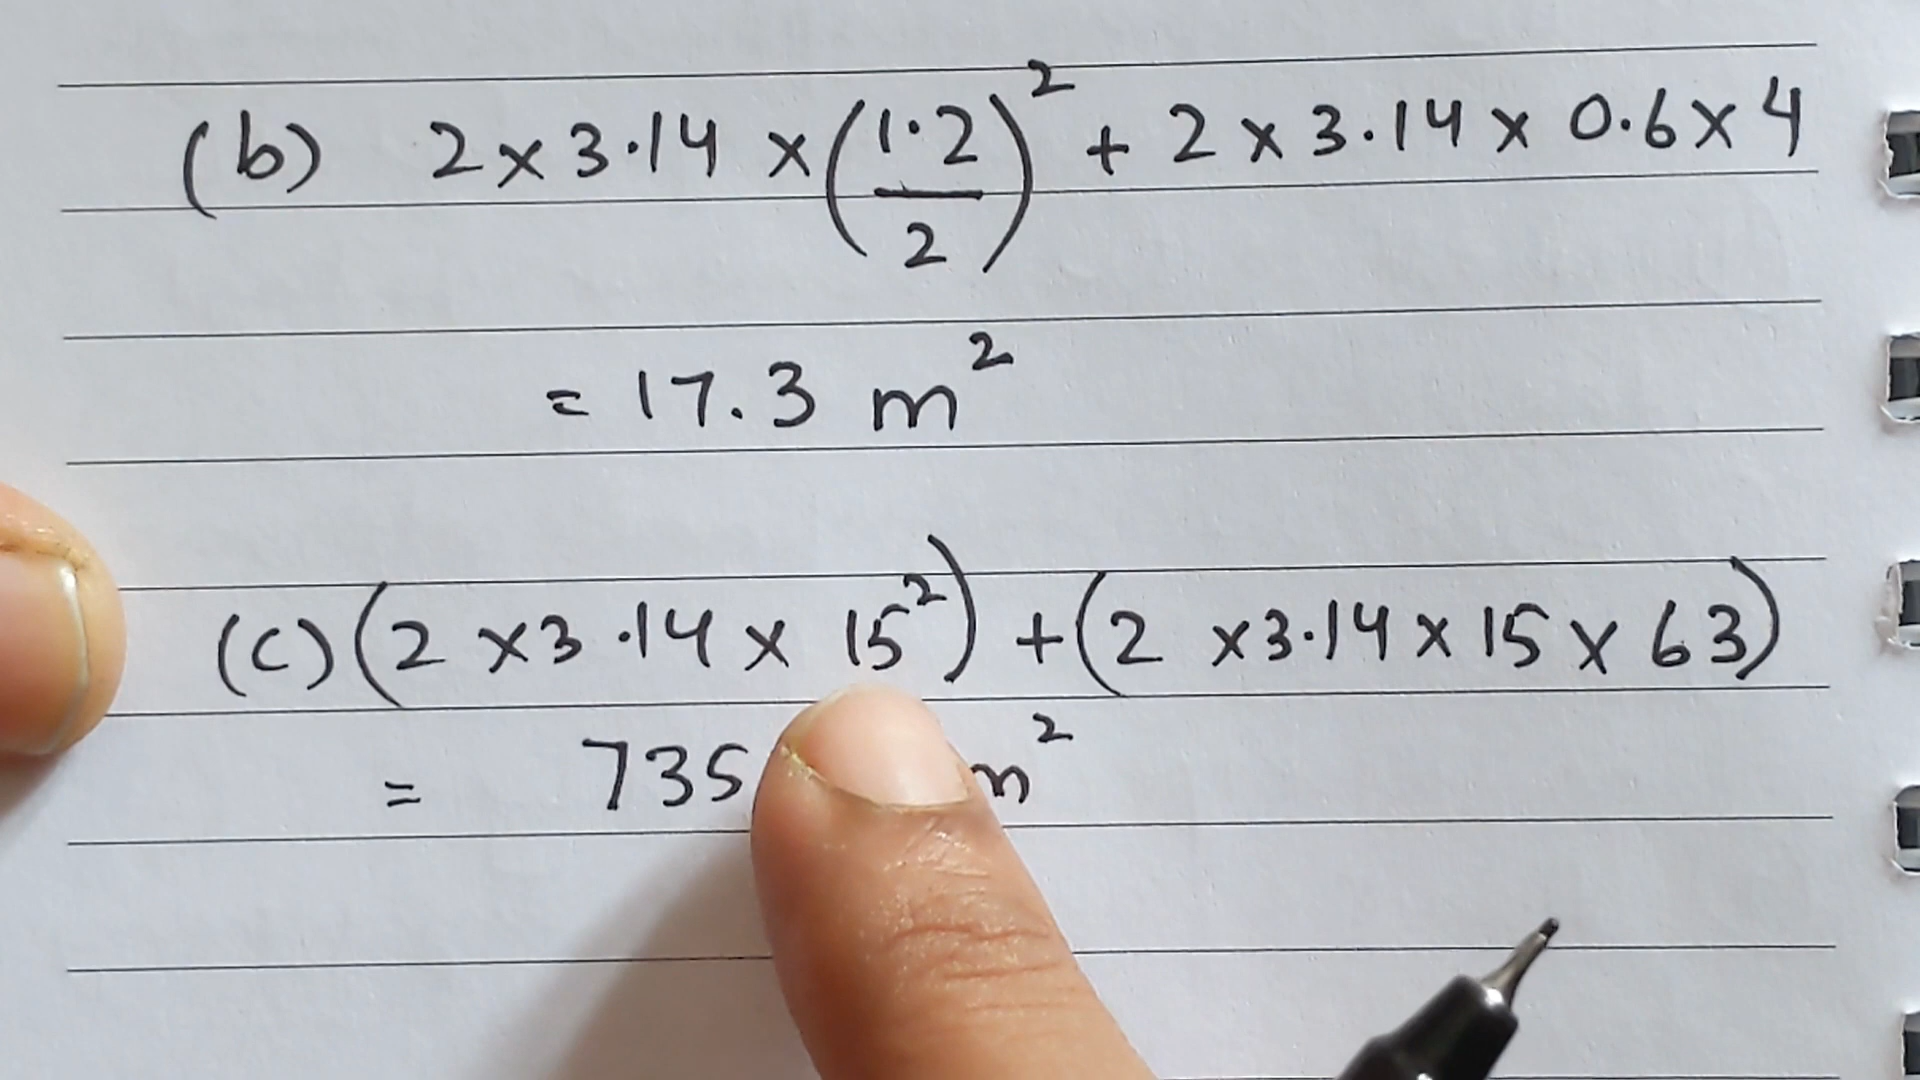 (b) 2 × 3.14 × (1.2/2)² + 2 × 3.14 × 0.6 × 4
= 17.3 m²
(c) (2 × 3.14 × 15²) + (2 × 3.14 × 15 × 63)
= 735 m²